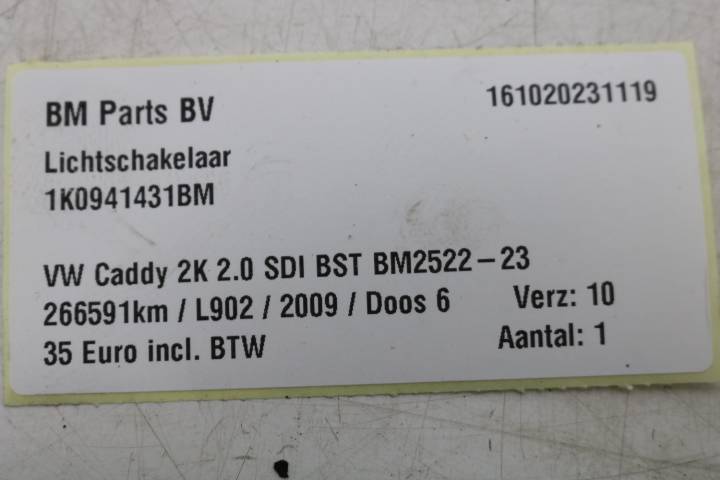 BM Parts BV 161020231119
Lichtschakelaar
1K0941431BM
VW Caddy 2K 2.0 SDI BST BM2522-23
266591km / L902 / 2009 / Doos 6 Verz: 10
35 Euro incl. BTW Aantal: 1